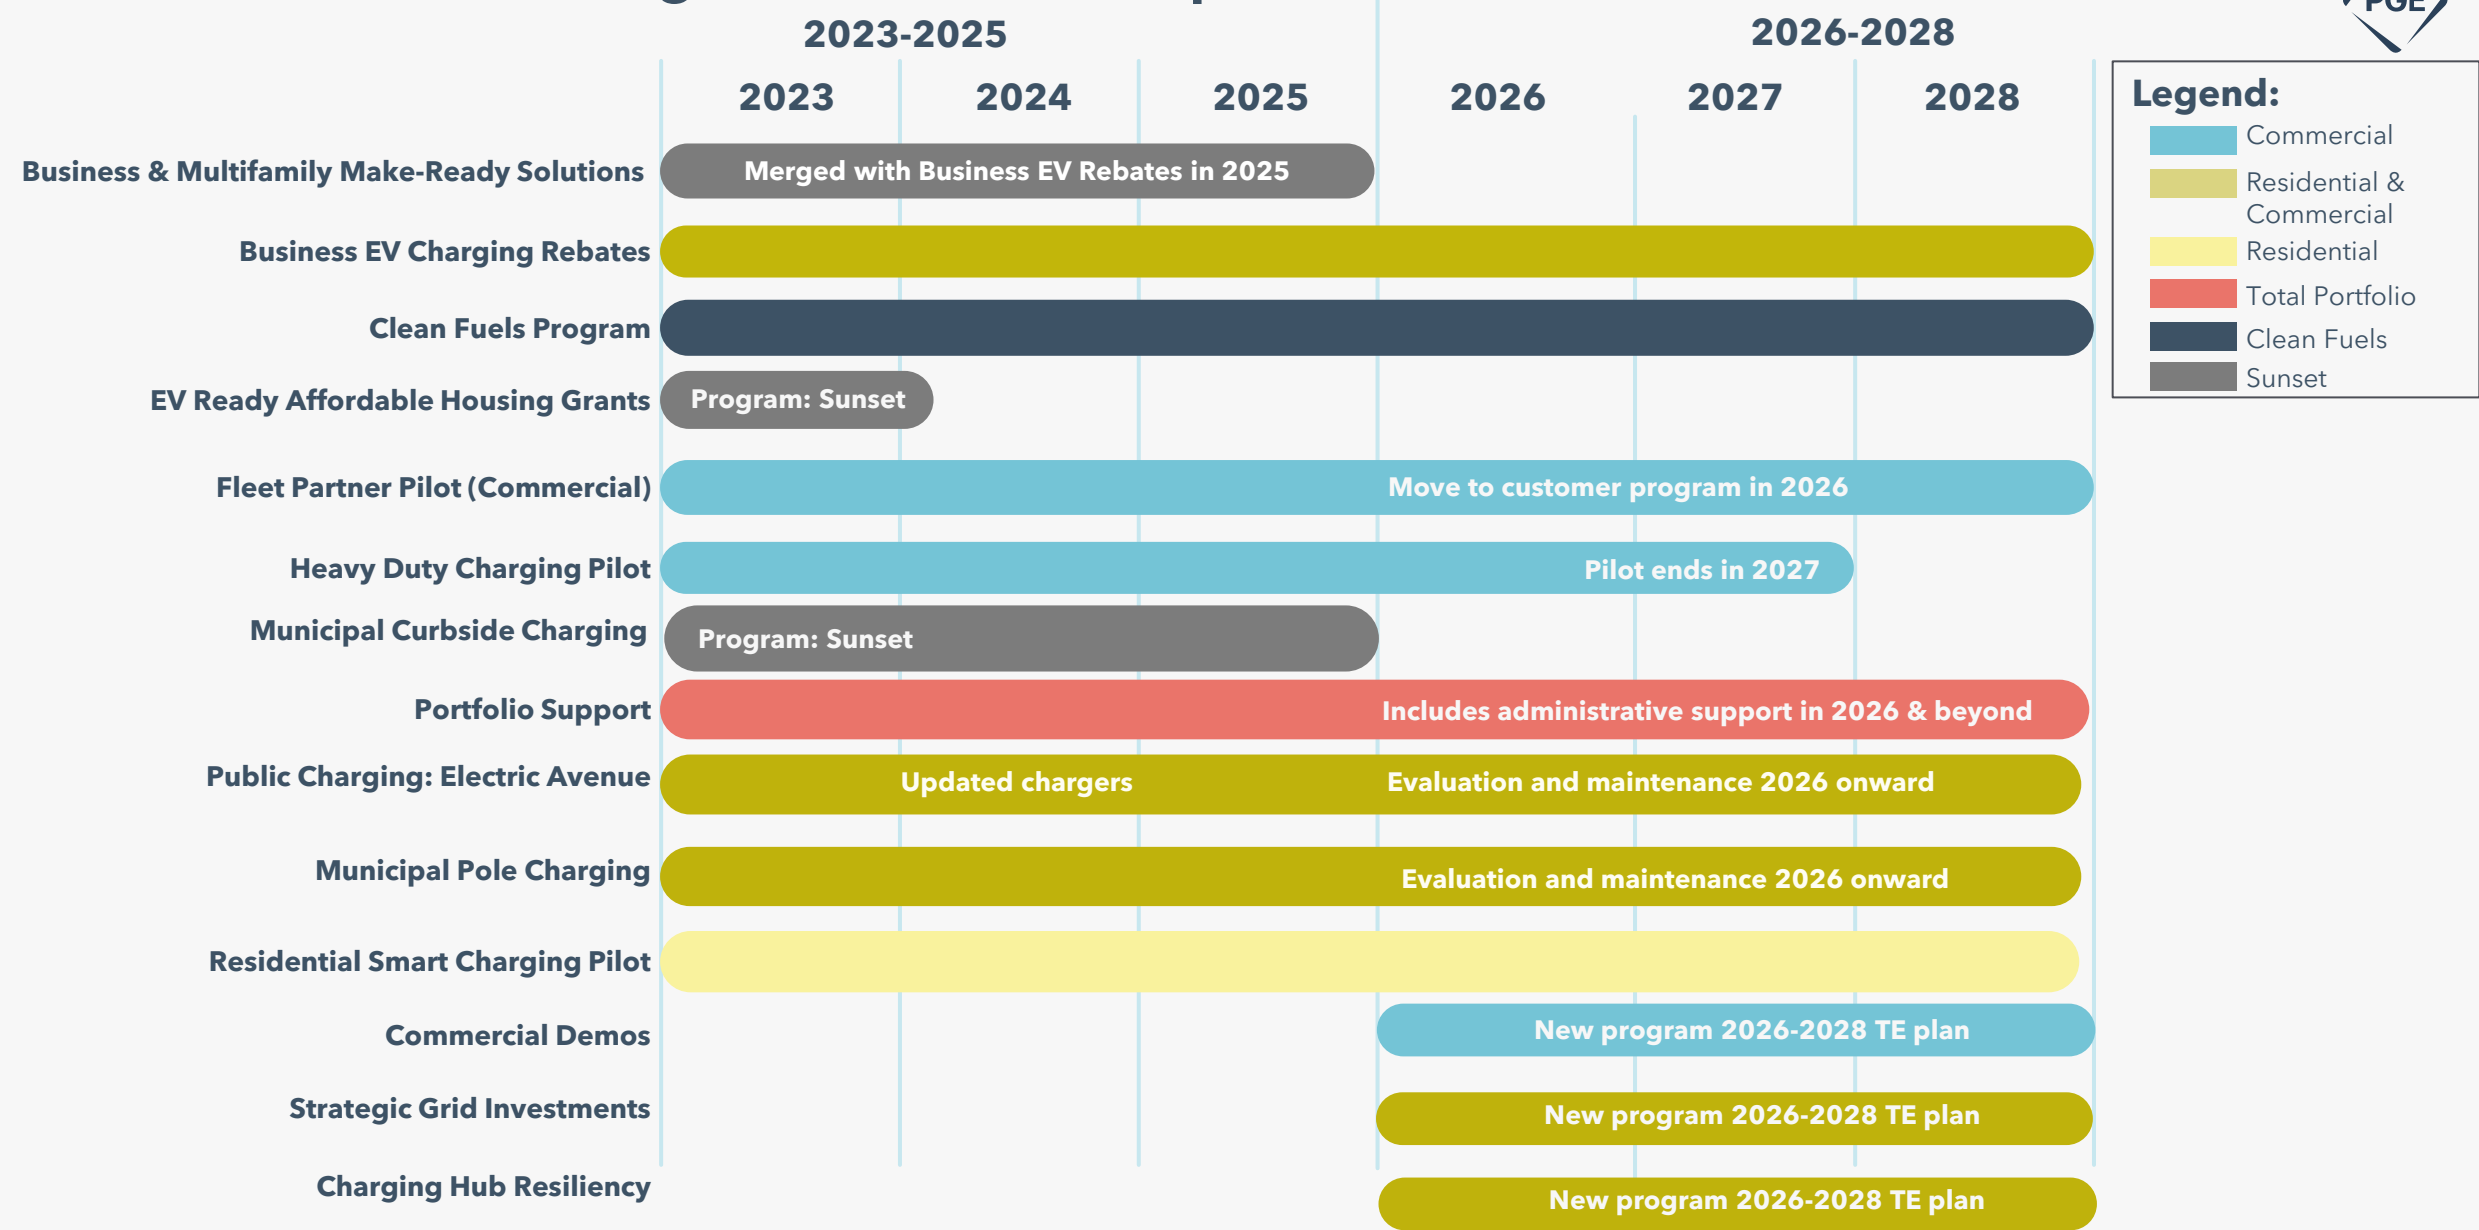 2023-2025
2026-2028
PGE
2023
2024
2025
2026
2027
2028
Legend:
Commercial
Residential &
Commercial
Residential
Total Portfolio
Clean Fuels
Sunset
Business & Multifamily Make-Ready Solutions
Merged with Business EV Rebates in 2025
Business EV Charging Rebates
Clean Fuels Program
EV Ready Affordable Housing Grants
Program: Sunset
Fleet Partner Pilot (Commercial)
Move to customer program in 2026
Heavy Duty Charging Pilot
Pilot ends in 2027
Municipal Curbside Charging
Program: Sunset
Portfolio Support
Includes administrative support in 2026 & beyond
Public Charging: Electric Avenue
Updated chargers
Evaluation and maintenance 2026 onward
Municipal Pole Charging
Evaluation and maintenance 2026 onward
Residential Smart Charging Pilot
Commercial Demos
New program 2026-2028 TE plan
Strategic Grid Investments
New program 2026-2028 TE plan
Charging Hub Resiliency
New program 2026-2028 TE plan